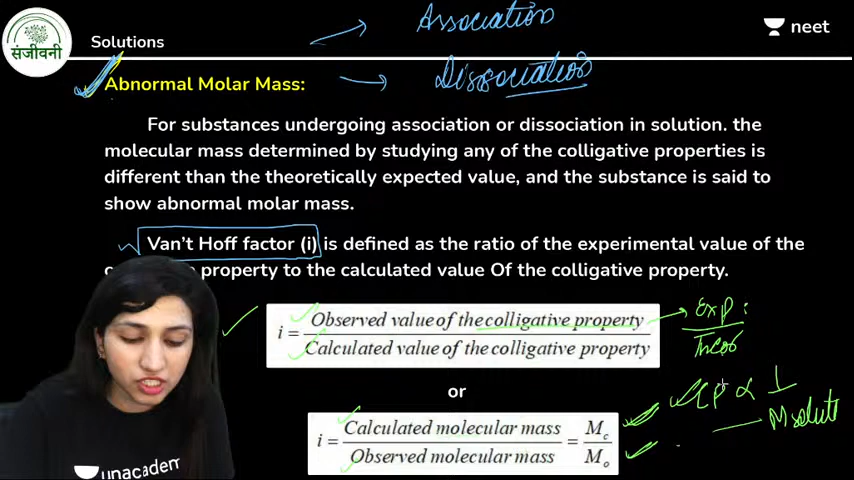 Association
संजीवनी
Solutions
neet
Dissociation
Abnormal Molar Mass:
For substances undergoing association or dissociation in solution. the
molecular mass determined by studying any of the colligative properties is
different than the theoretically expected value, and the substance is said to
show abnormal molar mass.
Van't Hoff factor (i) is defined as the ratio of the experimental value of the
property to the calculated value Of the colligative property.
i = Observed value of the colligative property / Calculated value of the colligative property
Exp: / Theo
or
CP ∝ 1 / M solute
i = Calculated molecular mass / Observed molecular mass = Mc / Mo
unacademy